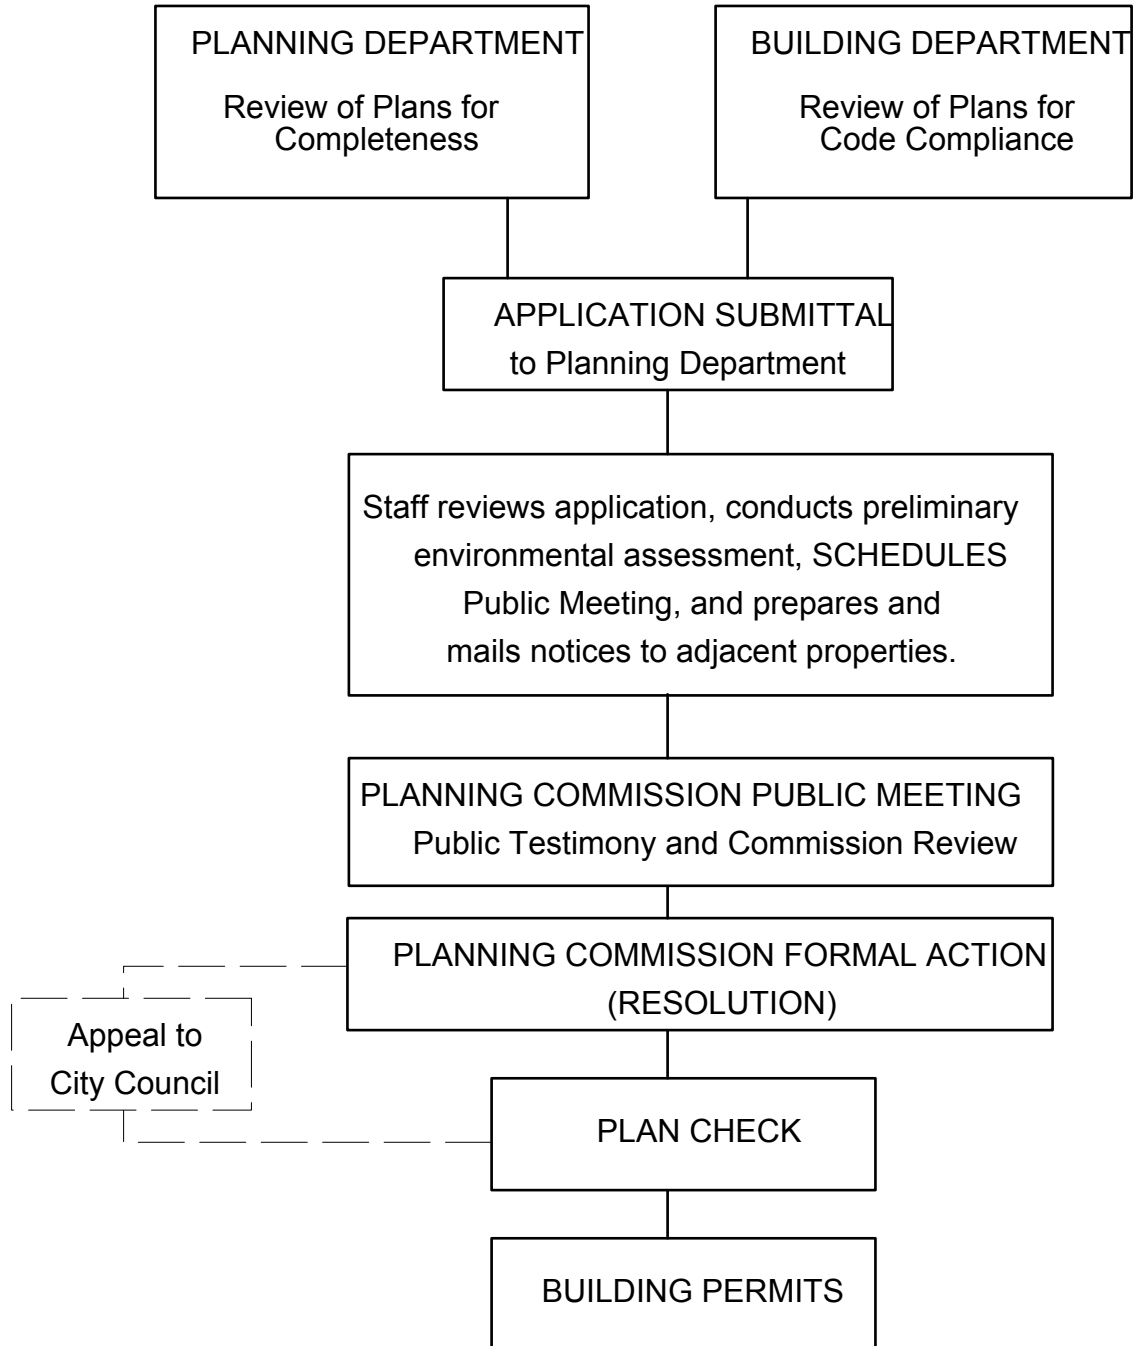 PLANNING DEPARTMENT
Review of Plans for
Completeness
BUILDING DEPARTMENT
Review of Plans for
Code Compliance
APPLICATION SUBMITTAL
to Planning Department
Staff reviews application, conducts preliminary
environmental assessment, SCHEDULES
Public Meeting, and prepares and
mails notices to adjacent properties.
PLANNING COMMISSION PUBLIC MEETING
Public Testimony and Commission Review
PLANNING COMMISSION FORMAL ACTION
(RESOLUTION)
Appeal to
City Council
PLAN CHECK
BUILDING PERMITS